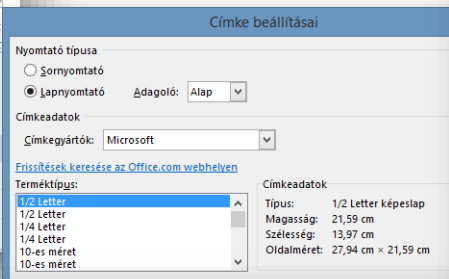 Címke beállításai
Nyomtató típusa
Sornyomtató
Lapnyomtató Adagoló: Alap
Címkeadatok
Címkegyártók: Microsoft
Frissítések keresése az Office.com webhelyen
Terméktípus:
1/2 Letter
1/2 Letter
1/4 Letter
1/4 Letter
10-es méret
10-es méret
Címkeadatok
Típus: 1/2 Letter képeslap
Magasság: 21,59 cm
Szélesség: 13,97 cm
Oldalméret: 27,94 cm × 21,59 cm